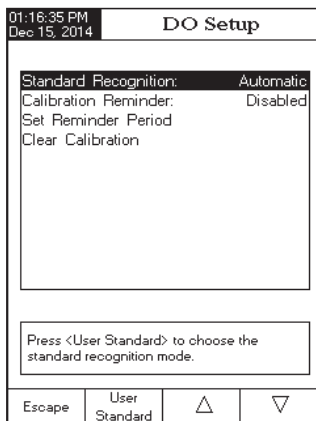 01:16:35 PM
Dec 15, 2014
DO Setup
Standard Recognition: Automatic
Calibration Reminder: Disabled
Set Reminder Period
Clear Calibration
Press <User Standard> to choose the
standard recognition mode.
Escape
User
Standard
△
▽